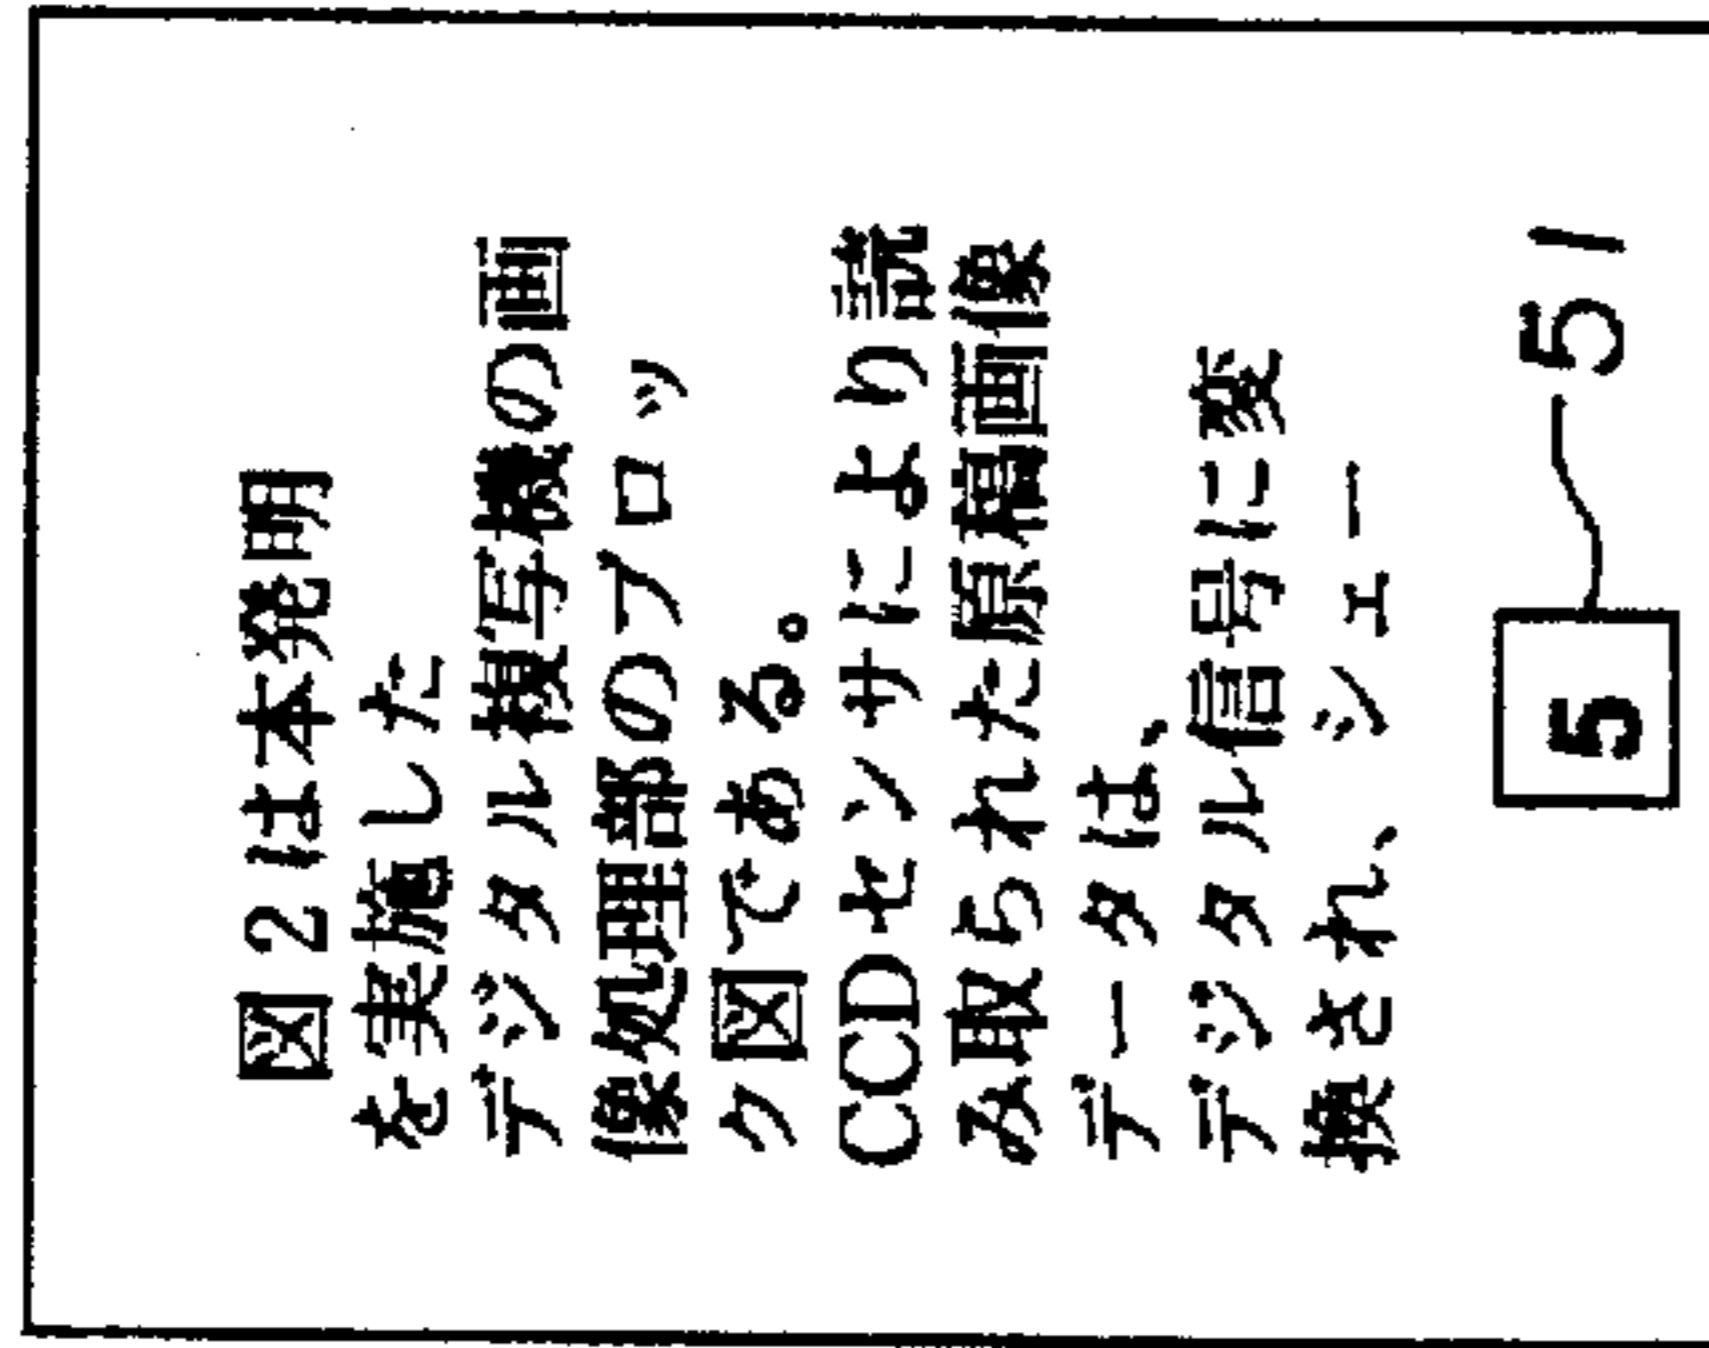 図2は本発明
を実施した
デジタル複写機の画
像処理部のブロッ
ク図である。
CCDセンサにより読
み取られた原稿画像
データは、
デジタル信号に変
換され、シェー
5
51